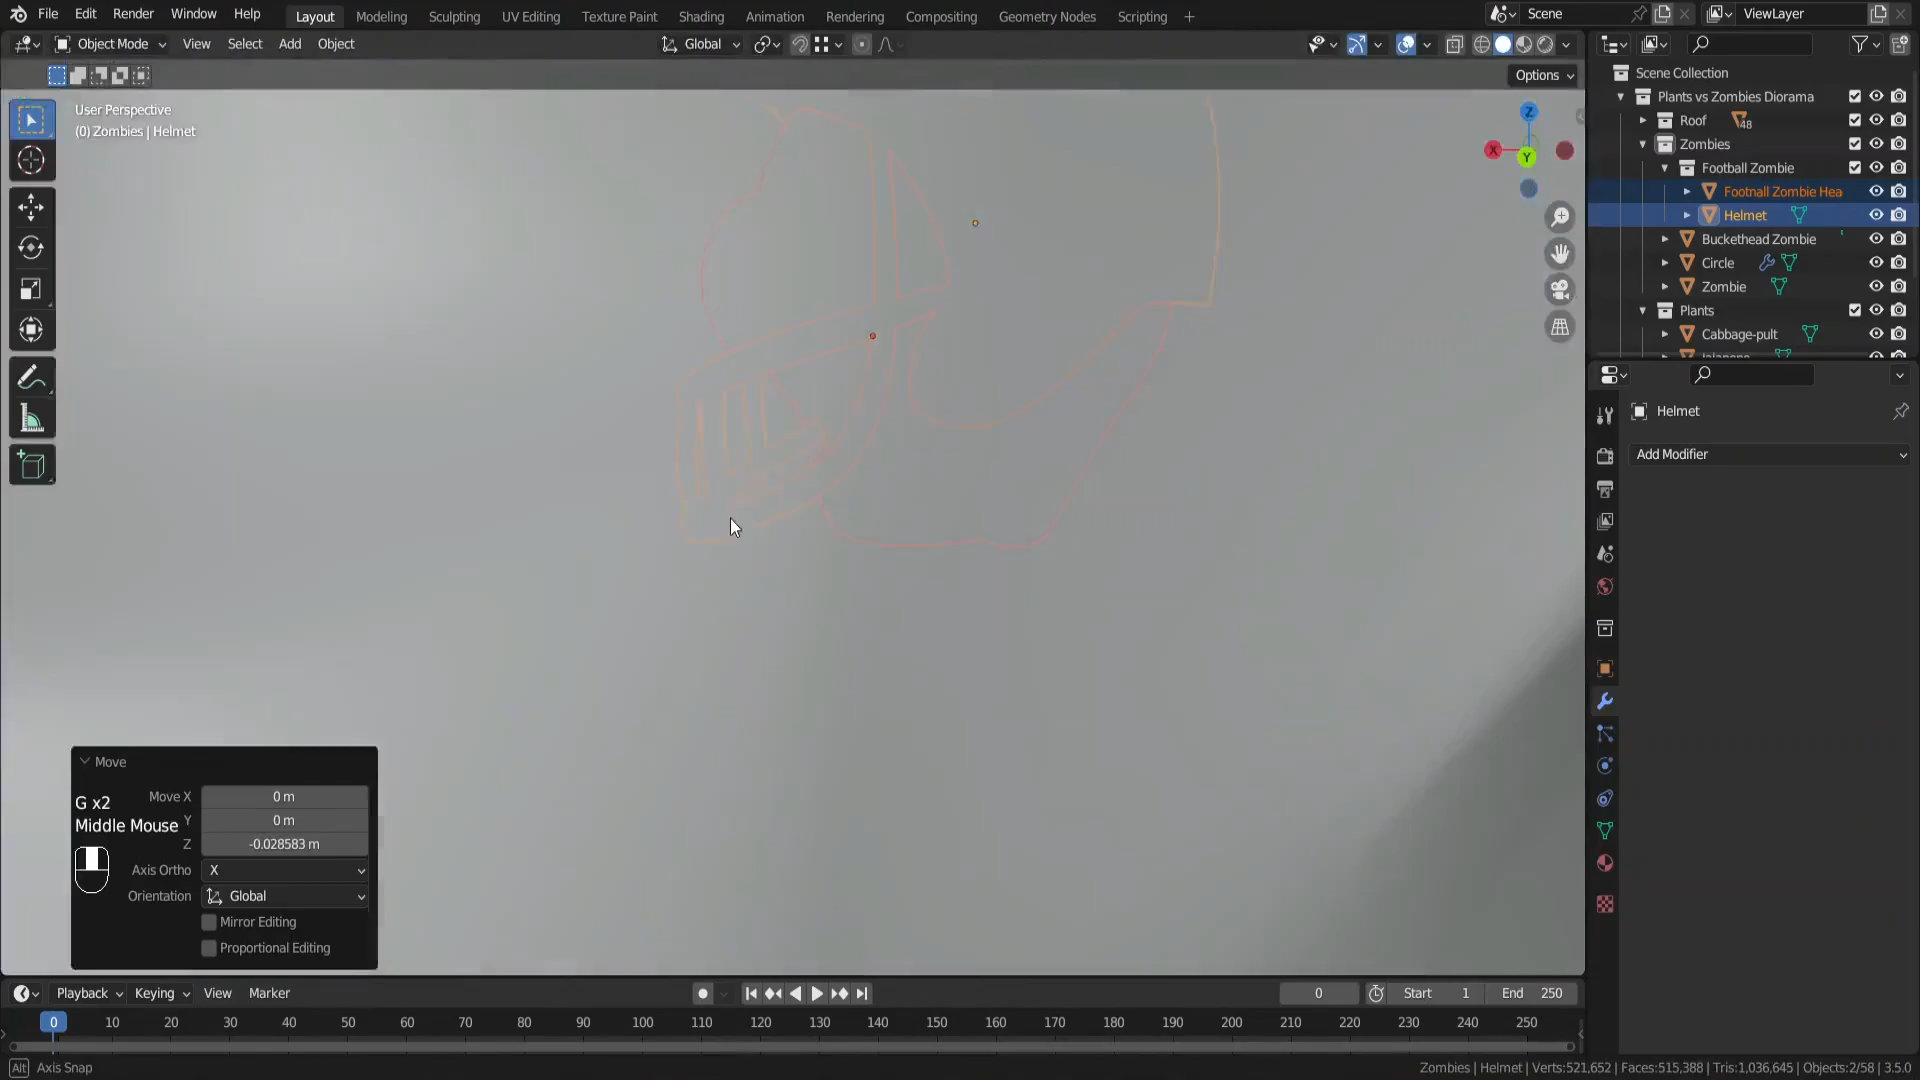 File Edit Render Window Help Layout Modeling Sculpting UV Editing Texture Paint Shading Animation Rendering Compositing Geometry Nodes Scripting + Scene ViewLayer
Object Mode View Select Add Object Global
Options
User Perspective
(0) Zombies | Helmet
Z
X
Y
Scene Collection
Plants vs Zombies Diorama
Roof 48
Zombies
Football Zombie
Footnall Zombie Hea
Helmet
Buckethead Zombie
Circle
Zombie
Plants
Cabbage-pult
Jalapeno
Helmet
Add Modifier
Move
Move X 0 m
Y 0 m
Z -0.028583 m
Axis Ortho X
Orientation Global
Mirror Editing
Proportional Editing
G x2
Middle Mouse
Playback Keying View Marker 0 Start 1 End 250
0 10 20 30 40 50 60 70 80 90 100 110 120 130 140 150 160 170 180 190 200 210 220 230 240 250
Alt Axis Snap
Zombies | Helmet | Verts:521,652 | Faces:515,388 | Tris:1,036,645 | Objects:2/58 | 3.5.0